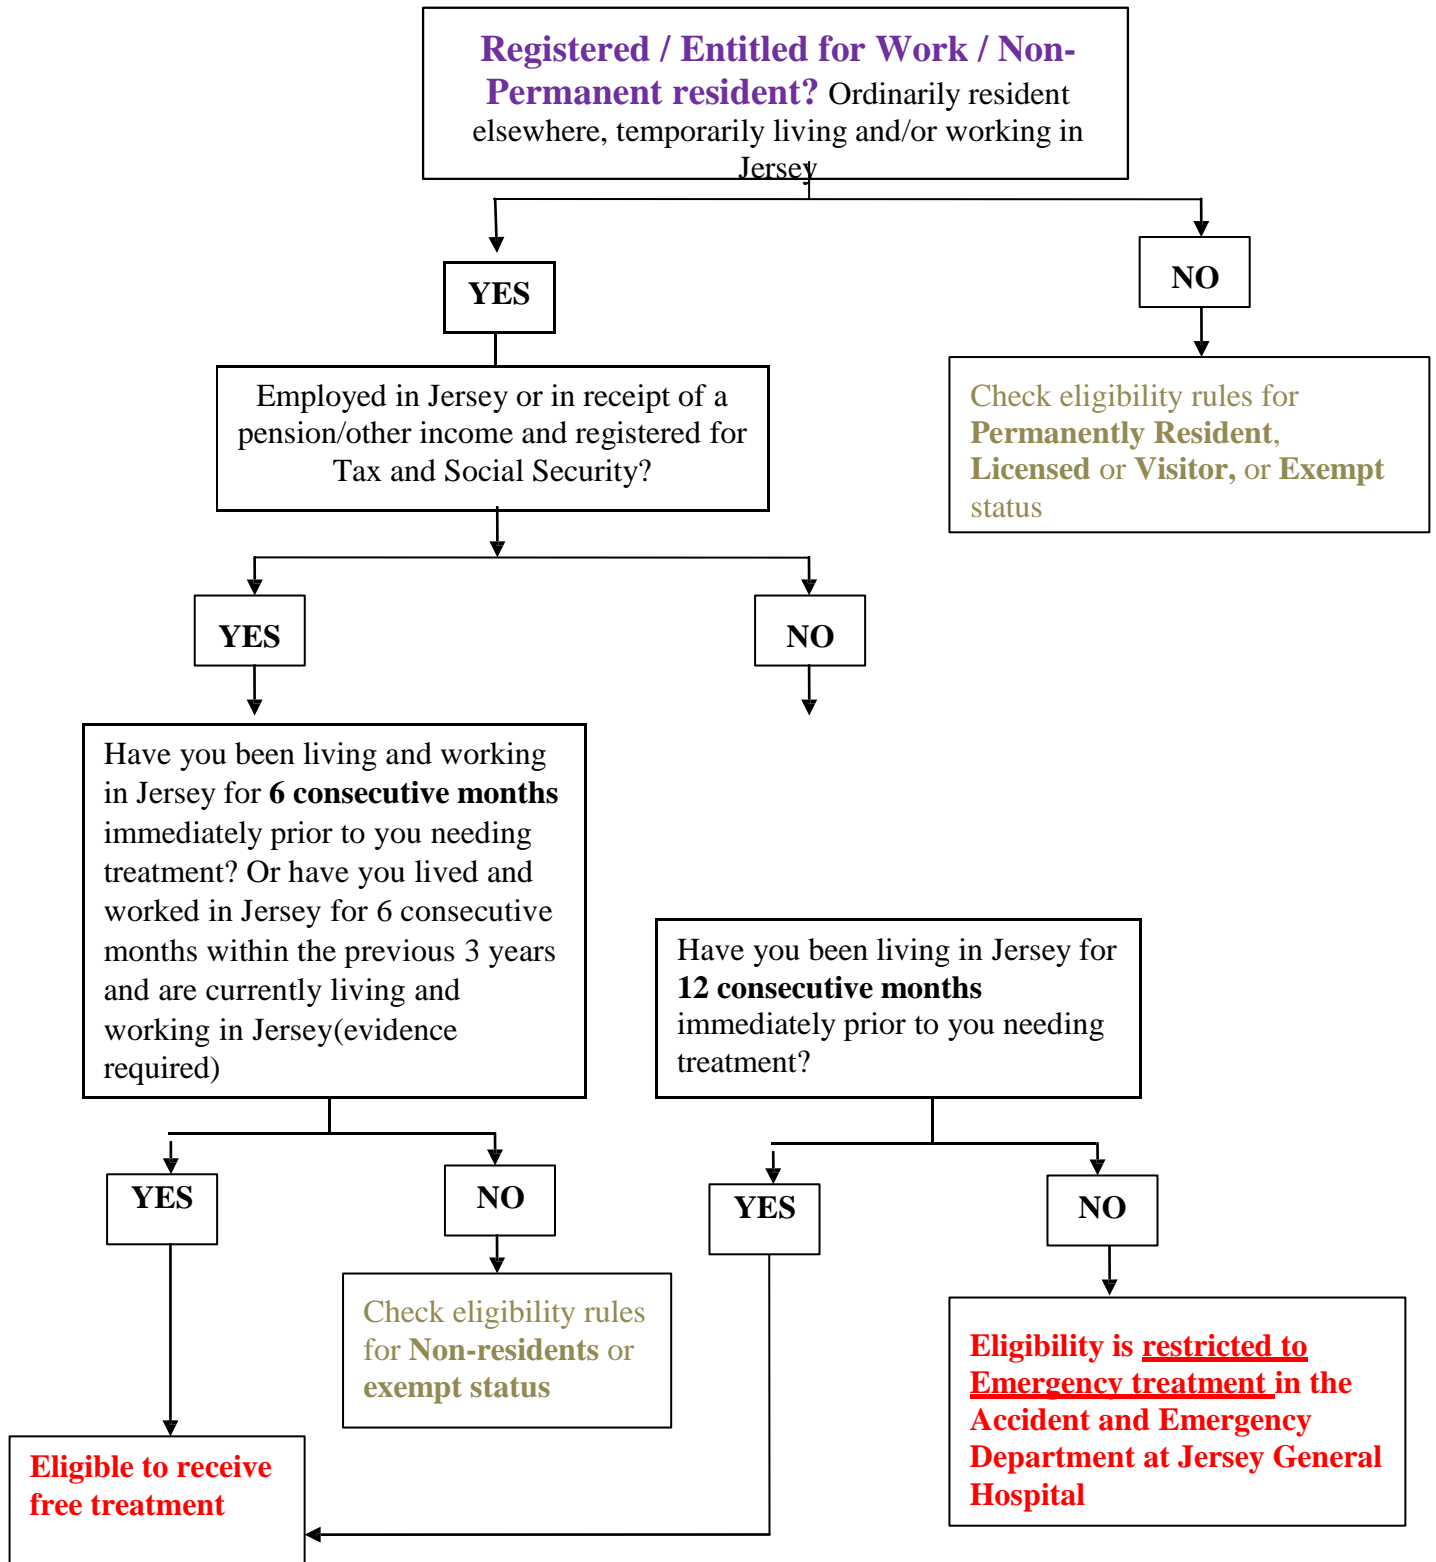 Registered / Entitled for Work / Non-
Permanent resident? Ordinarily resident
elsewhere, temporarily living and/or working in
Jersey
YES
NO
Employed in Jersey or in receipt of a
pension/other income and registered for
Tax and Social Security?
Check eligibility rules for
Permanently Resident,
Licensed or Visitor, or Exempt
status
YES
NO
Have you been living and working
in Jersey for 6 consecutive months
immediately prior to you needing
treatment? Or have you lived and
worked in Jersey for 6 consecutive
months within the previous 3 years
and are currently living and
working in Jersey(evidence
required)
Have you been living in Jersey for
12 consecutive months
immediately prior to you needing
treatment?
YES
NO
YES
NO
Check eligibility rules
for Non-residents or
exempt status
Eligibility is restricted to
Emergency treatment in the
Accident and Emergency
Department at Jersey General
Hospital
Eligible to receive
free treatment